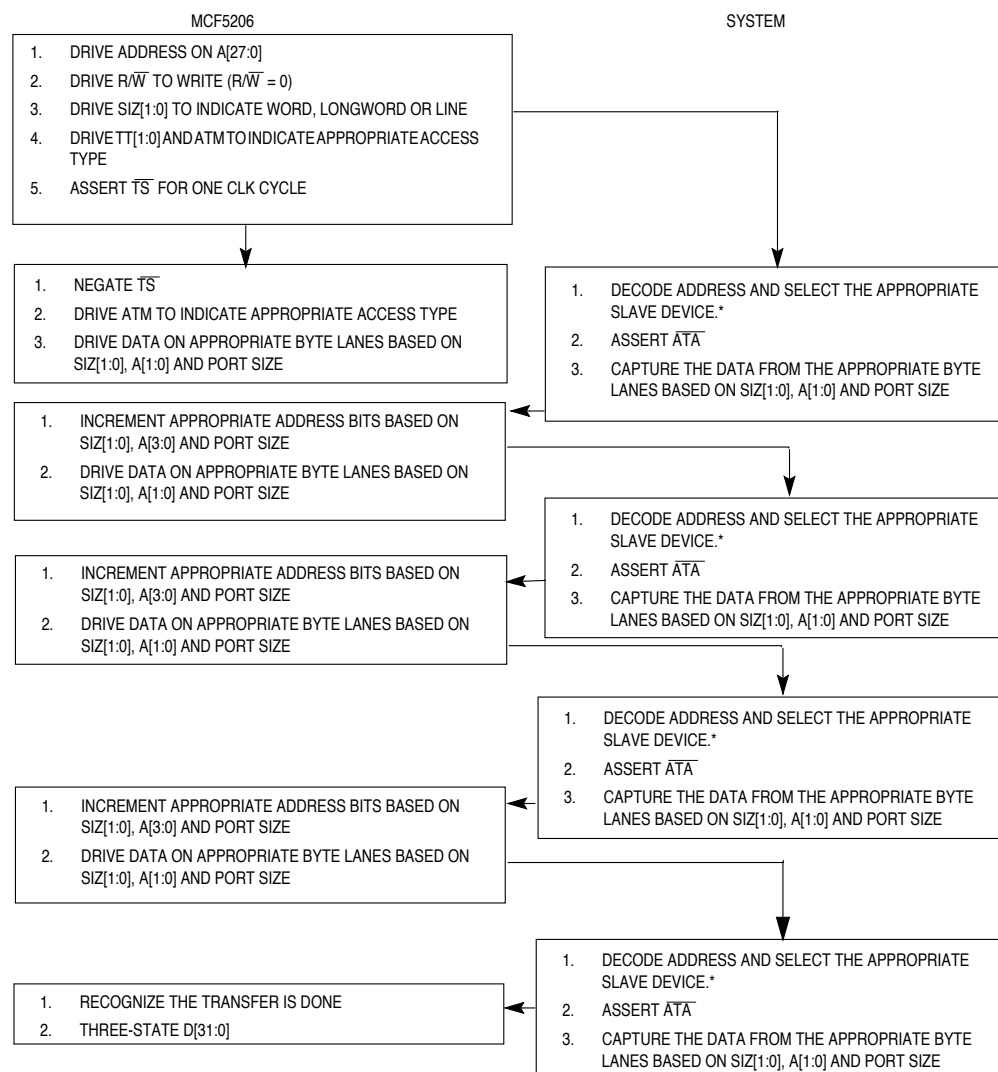 MCF5206
SYSTEM
1. DRIVE ADDRESS ON A[27:0]
2. DRIVE R/W̅ TO WRITE (R/W̅ = 0)
3. DRIVE SIZ[1:0] TO INDICATE WORD, LONGWORD OR LINE
4. DRIVE TT[1:0] AND ATM TO INDICATE APPROPRIATE ACCESS
TYPE
5. ASSERT T̅S̅ FOR ONE CLK CYCLE
1. NEGATE T̅S̅
2. DRIVE ATM TO INDICATE APPROPRIATE ACCESS TYPE
3. DRIVE DATA ON APPROPRIATE BYTE LANES BASED ON
SIZ[1:0], A[1:0] AND PORT SIZE
1. DECODE ADDRESS AND SELECT THE APPROPRIATE
SLAVE DEVICE.*
2. ASSERT A̅T̅A̅
3. CAPTURE THE DATA FROM THE APPROPRIATE BYTE
LANES BASED ON SIZ[1:0], A[1:0] AND PORT SIZE
1. INCREMENT APPROPRIATE ADDRESS BITS BASED ON
SIZ[1:0], A[3:0] AND PORT SIZE
2. DRIVE DATA ON APPROPRIATE BYTE LANES BASED ON
SIZ[1:0], A[1:0] AND PORT SIZE
1. DECODE ADDRESS AND SELECT THE APPROPRIATE
SLAVE DEVICE.*
2. ASSERT A̅T̅A̅
3. CAPTURE THE DATA FROM THE APPROPRIATE BYTE
LANES BASED ON SIZ[1:0], A[1:0] AND PORT SIZE
1. INCREMENT APPROPRIATE ADDRESS BITS BASED ON
SIZ[1:0], A[3:0] AND PORT SIZE
2. DRIVE DATA ON APPROPRIATE BYTE LANES BASED ON
SIZ[1:0], A[1:0] AND PORT SIZE
1. DECODE ADDRESS AND SELECT THE APPROPRIATE
SLAVE DEVICE.*
2. ASSERT A̅T̅A̅
3. CAPTURE THE DATA FROM THE APPROPRIATE BYTE
LANES BASED ON SIZ[1:0], A[1:0] AND PORT SIZE
1. INCREMENT APPROPRIATE ADDRESS BITS BASED ON
SIZ[1:0], A[3:0] AND PORT SIZE
2. DRIVE DATA ON APPROPRIATE BYTE LANES BASED ON
SIZ[1:0], A[1:0] AND PORT SIZE
1. DECODE ADDRESS AND SELECT THE APPROPRIATE
SLAVE DEVICE.*
2. ASSERT A̅T̅A̅
3. CAPTURE THE DATA FROM THE APPROPRIATE BYTE
LANES BASED ON SIZ[1:0], A[1:0] AND PORT SIZE
1. RECOGNIZE THE TRANSFER IS DONE
2. THREE-STATE D[31:0]